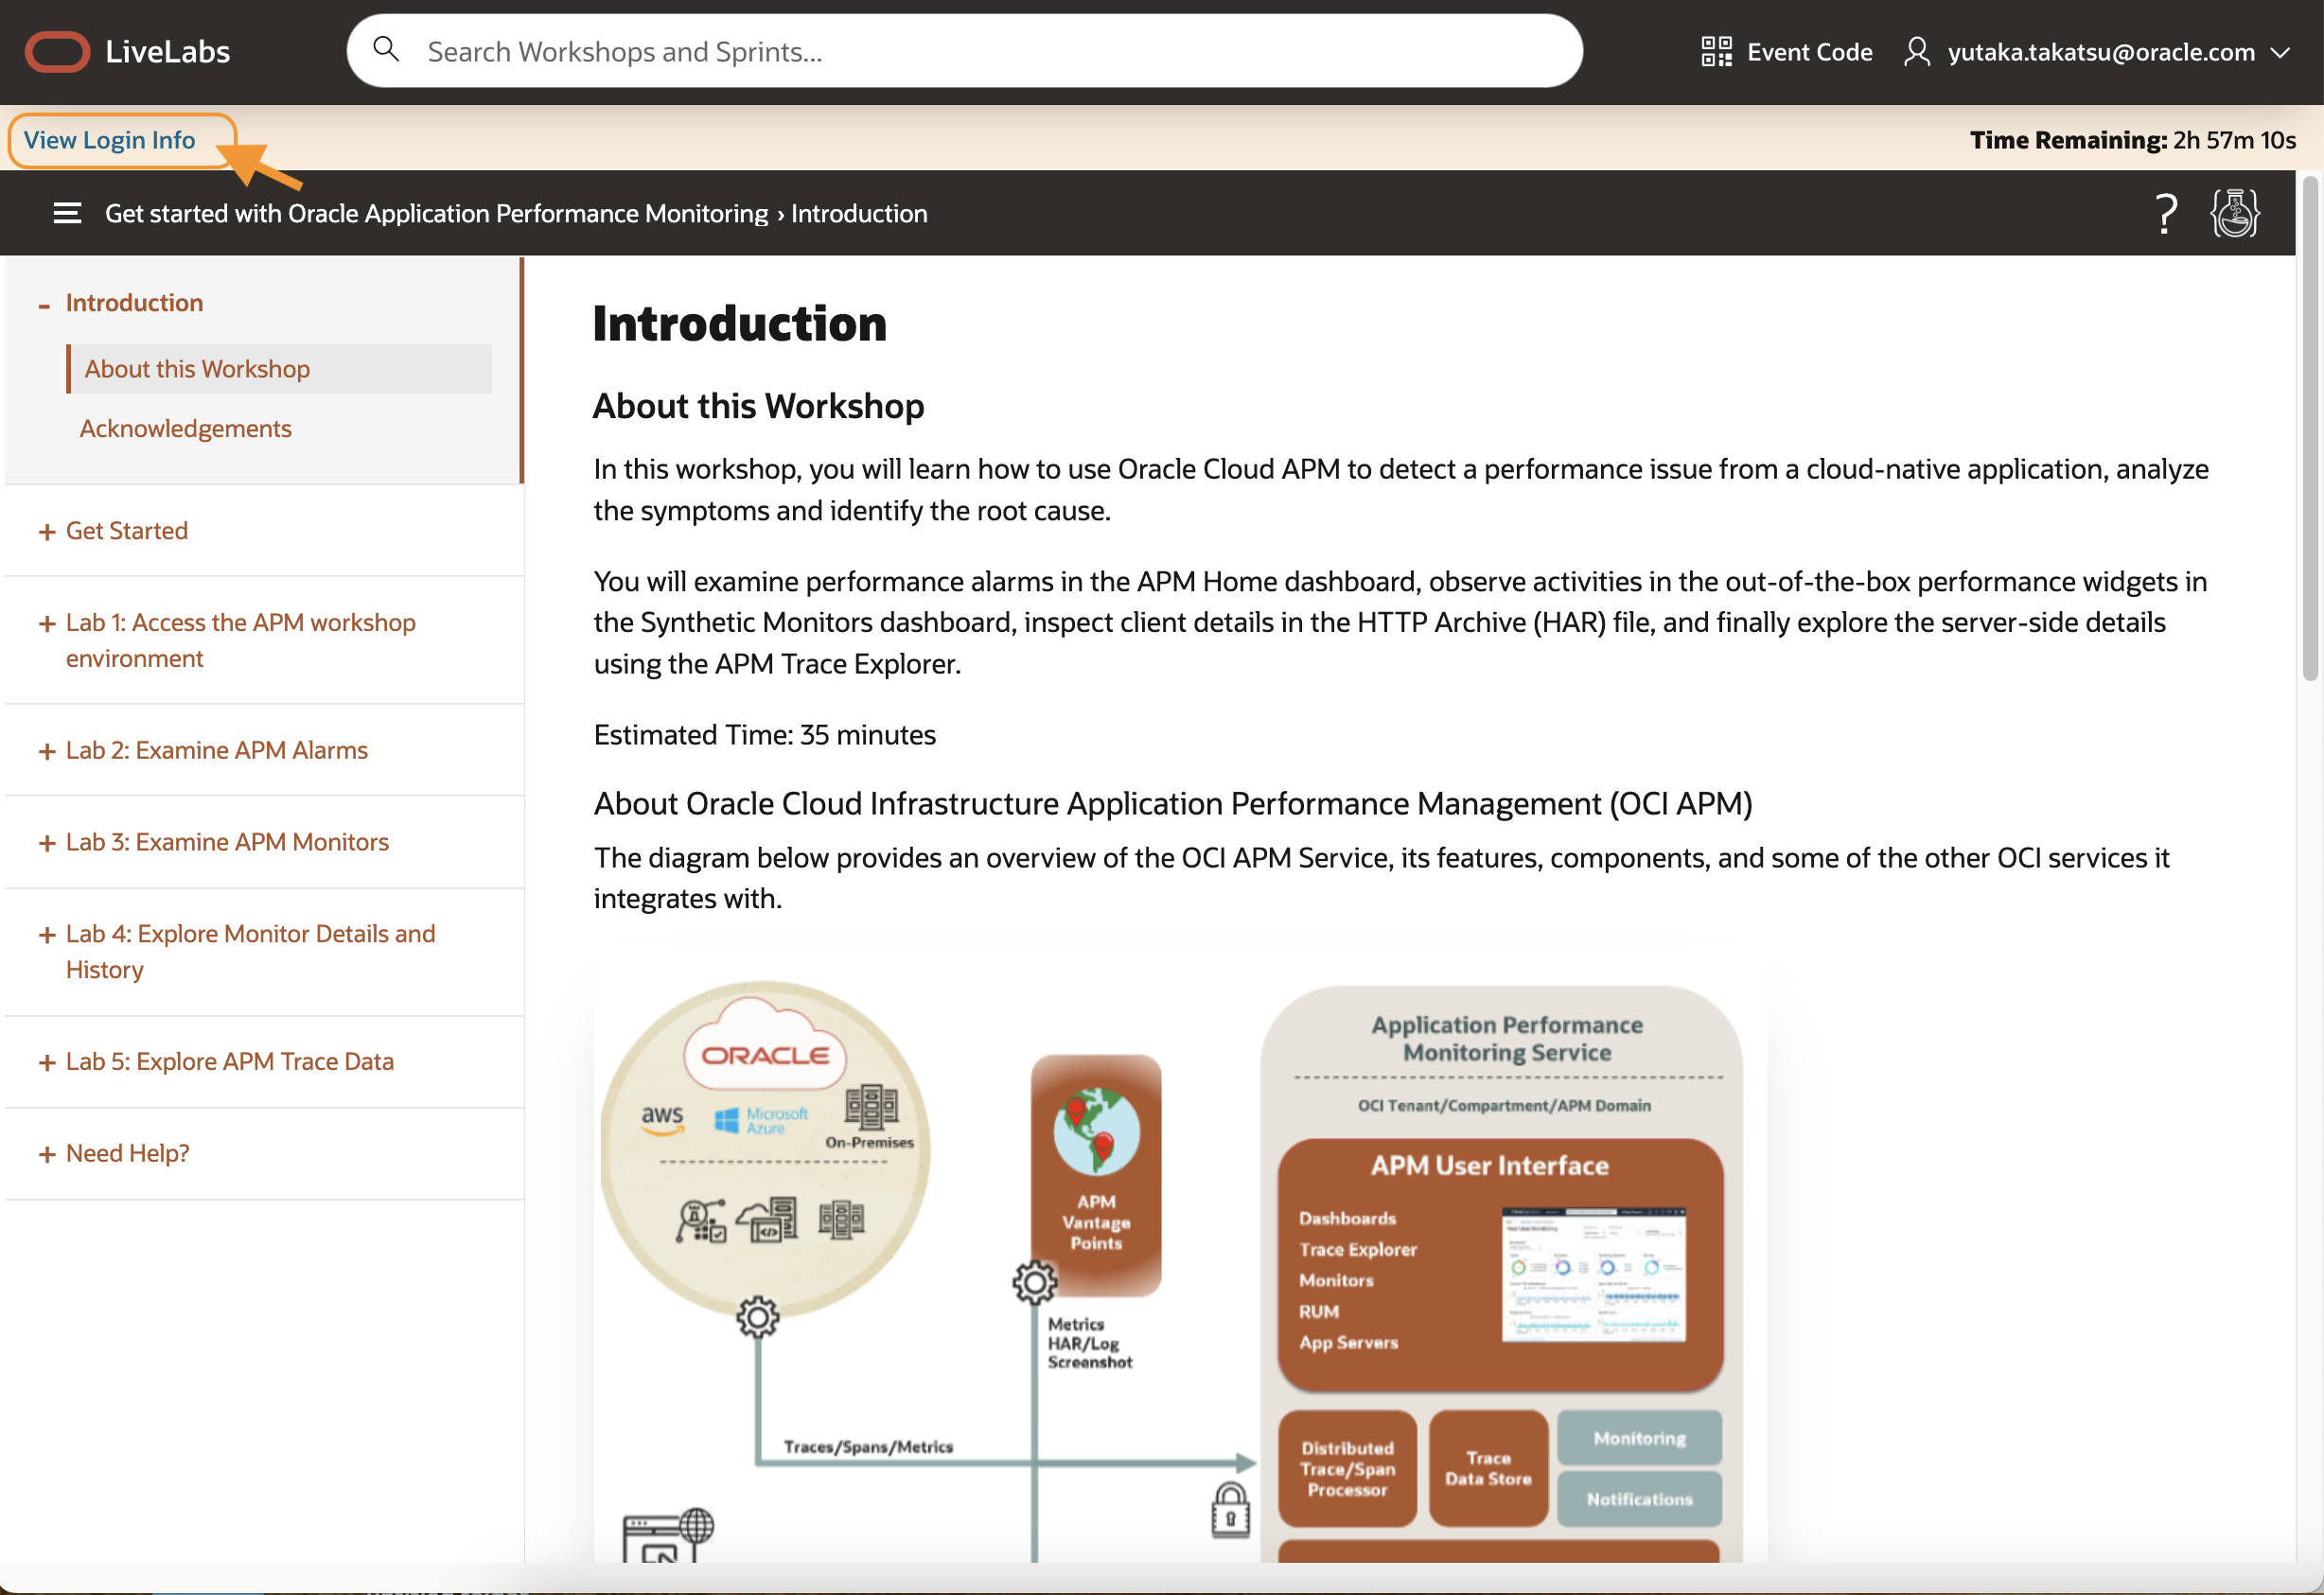 LiveLabs
Search Workshops and Sprints...
Event Code
yutaka.takatsu@oracle.com
View Login Info
Time Remaining: 2h 57m 10s
Get started with Oracle Application Performance Monitoring › Introduction
?
- Introduction
About this Workshop
Acknowledgements
+ Get Started
+ Lab 1: Access the APM workshop
environment
+ Lab 2: Examine APM Alarms
+ Lab 3: Examine APM Monitors
+ Lab 4: Explore Monitor Details and
History
+ Lab 5: Explore APM Trace Data
+ Need Help?
Introduction
About this Workshop
In this workshop, you will learn how to use Oracle Cloud APM to detect a performance issue from a cloud-native application, analyze
the symptoms and identify the root cause.
You will examine performance alarms in the APM Home dashboard, observe activities in the out-of-the-box performance widgets in
the Synthetic Monitors dashboard, inspect client details in the HTTP Archive (HAR) file, and finally explore the server-side details
using the APM Trace Explorer.
Estimated Time: 35 minutes
About Oracle Cloud Infrastructure Application Performance Management (OCI APM)
The diagram below provides an overview of the OCI APM Service, its features, components, and some of the other OCI services it
integrates with.
ORACLE
aws
Microsoft
Azure
On-Premises
APM
Vantage
Points
Metrics
HAR/Log
Screenshot
Traces/Spans/Metrics
Application Performance
Monitoring Service
OCI Tenant/Compartment/APM Domain
APM User Interface
Dashboards
Trace Explorer
Monitors
RUM
App Servers
Distributed
Trace/Span
Processor
Trace
Data Store
Monitoring
Notifications